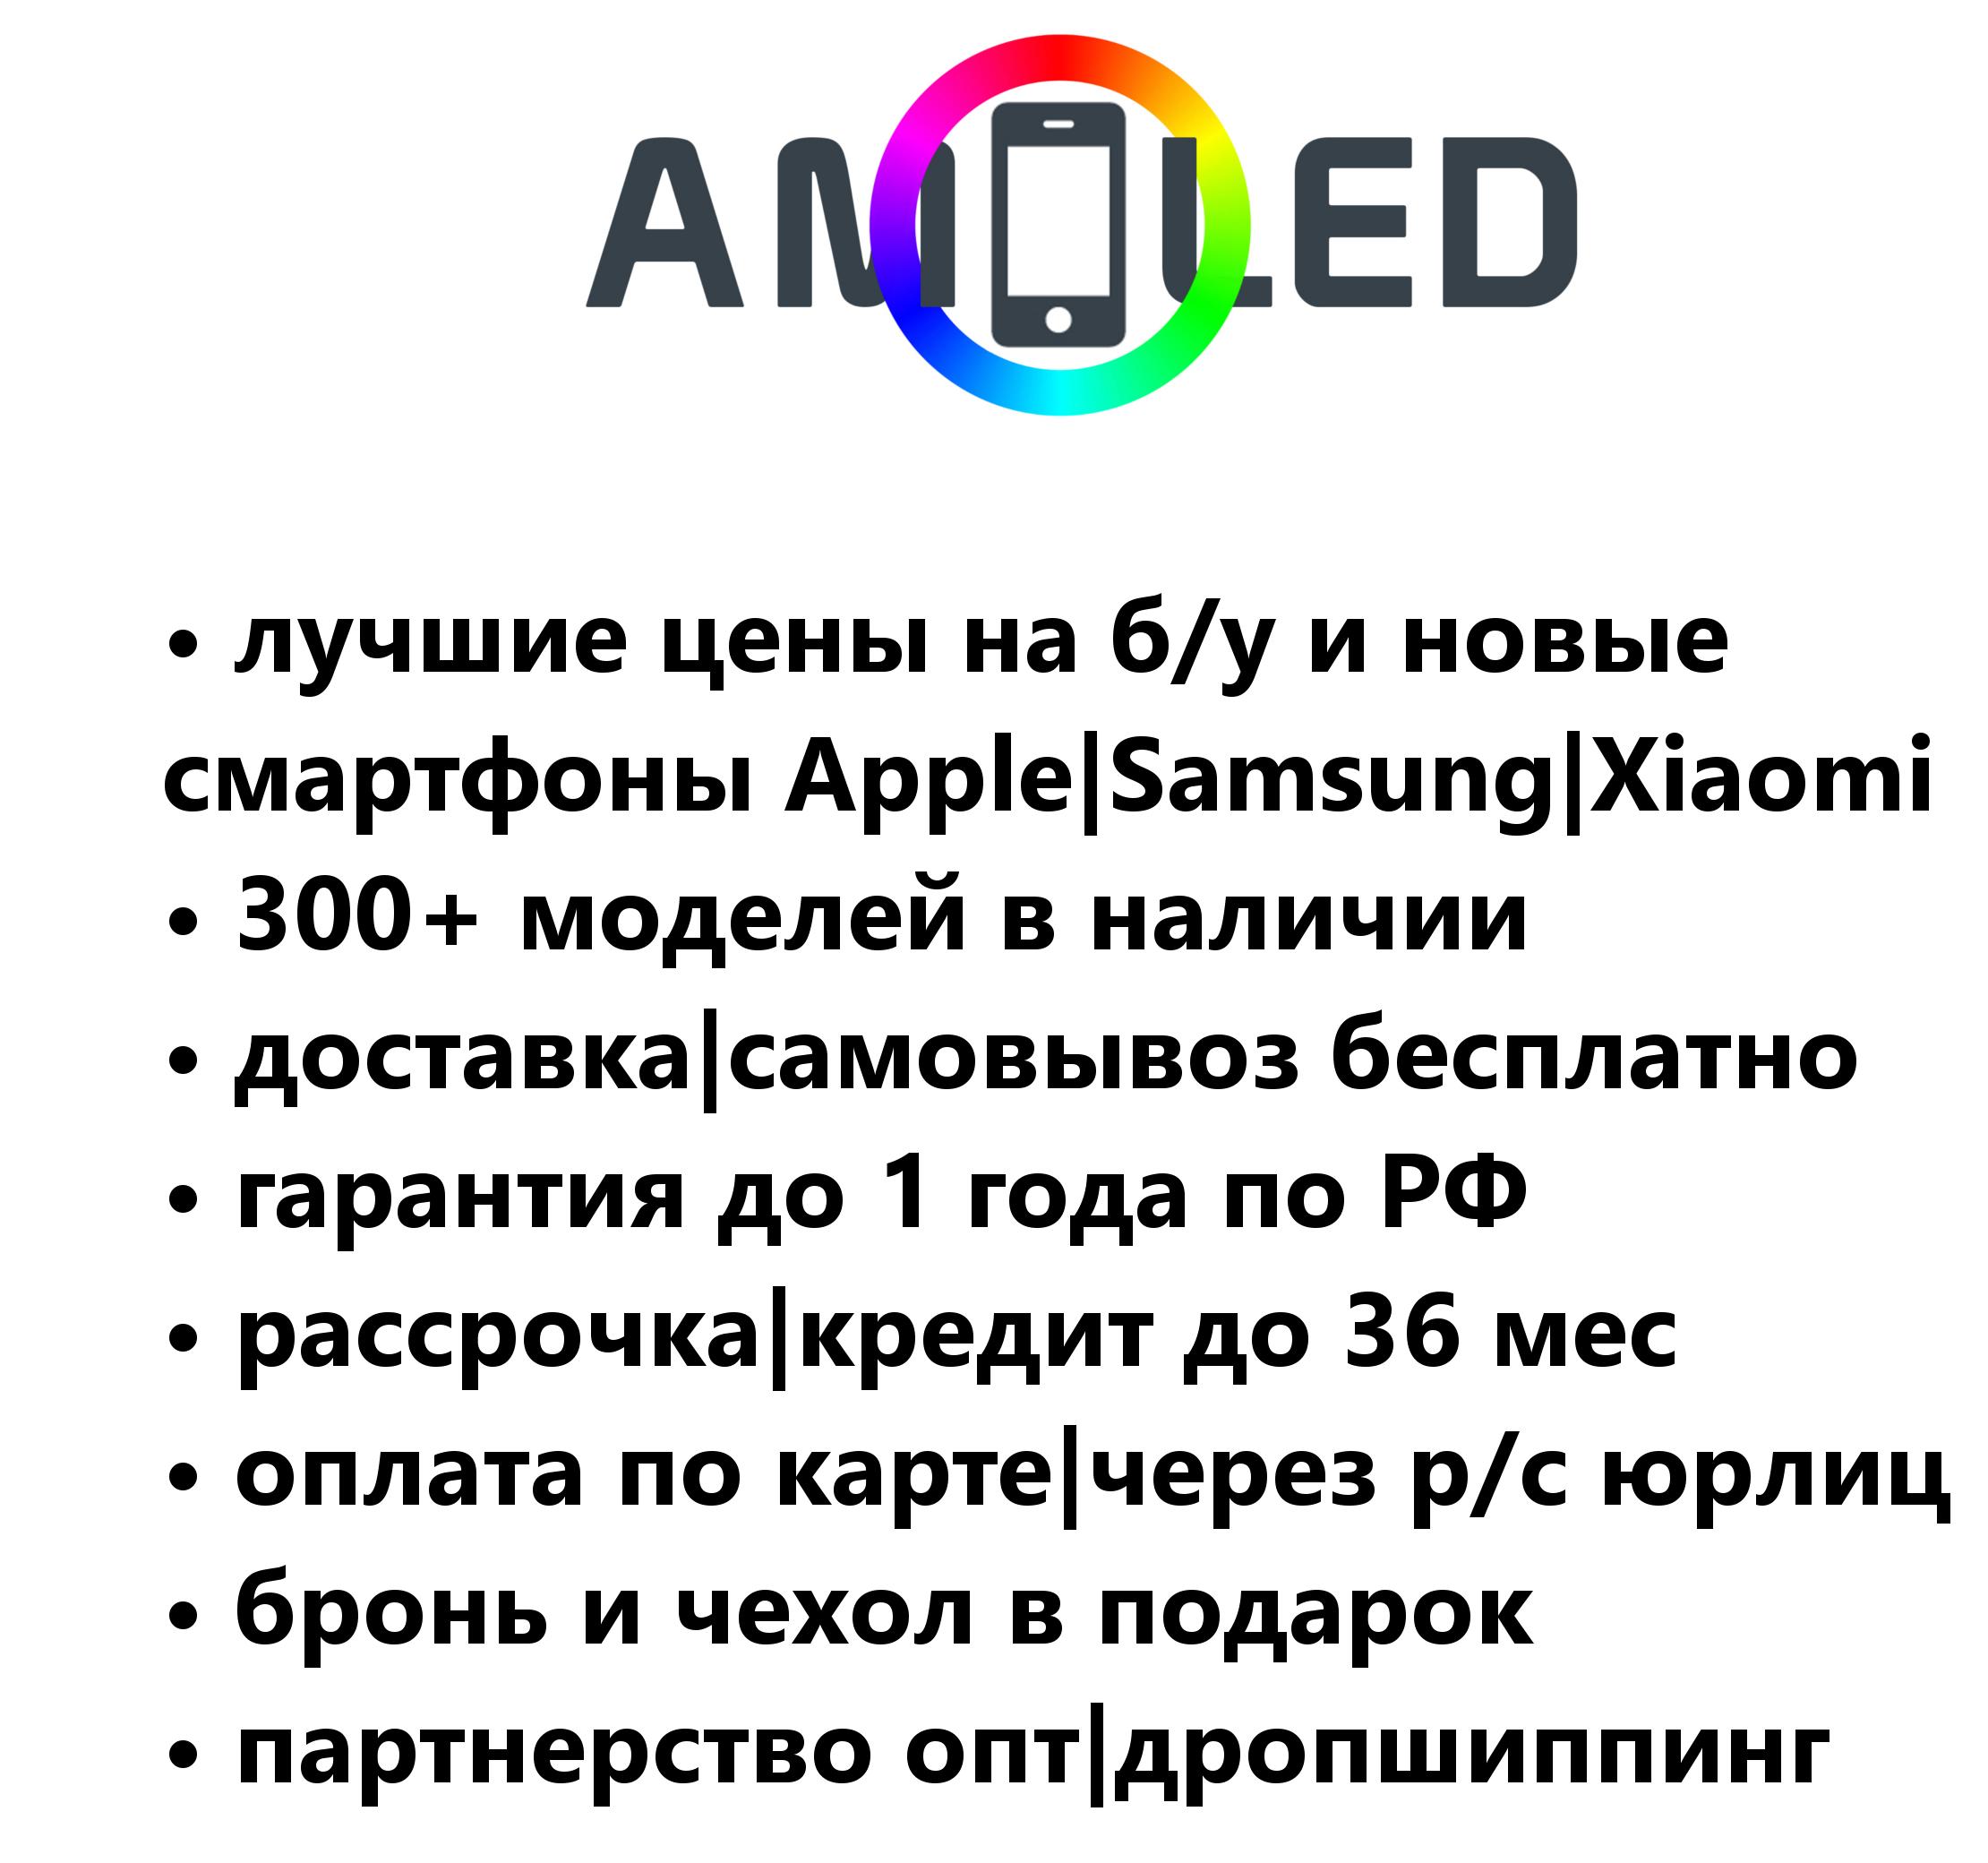 AMOLED
• лучшие цены на б/у и новые
смартфоны Apple|Samsung|Xiaomi
• 300+ моделей в наличии
• доставка|самовывоз бесплатно
• гарантия до 1 года по РФ
• рассрочка|кредит до 36 мес
• оплата по карте|через р/с юрлиц
• бронь и чехол в подарок
• партнерство опт|дропшиппинг